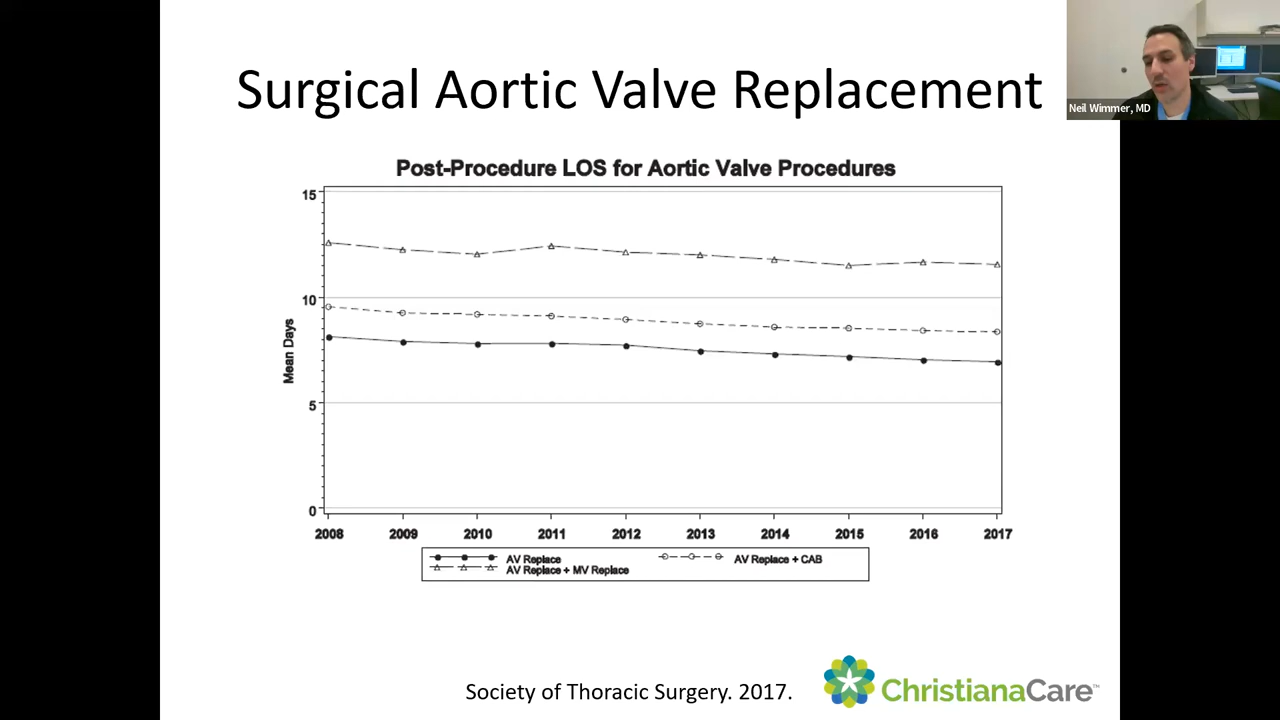 Surgical Aortic Valve Replacement
Neil Wimmer, MD
Post-Procedure LOS for Aortic Valve Procedures
15
10
5
0
Mean Days
2008 2009 2010 2011 2012 2013 2014 2015 2016 2017
AV Replace AV Replace + CAB
AV Replace + MV Replace
Society of Thoracic Surgery. 2017.
ChristianaCare™